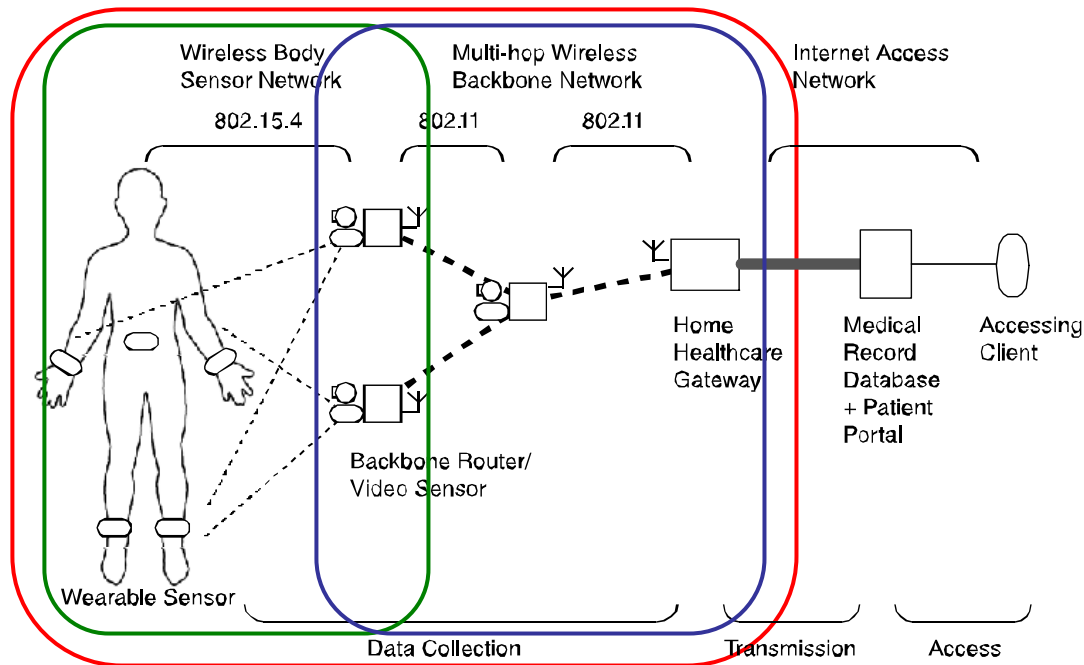 Wireless Body
Sensor Network
Multi-hop Wireless
Backbone Network
Internet Access
Network
802.15.4
802.11
802.11
Home
Healthcare
Gateway
Medical
Record
Database
+ Patient
Portal
Accessing
Client
Backbone Router/
Video Sensor
Wearable Sensor
Data Collection
Transmission
Access